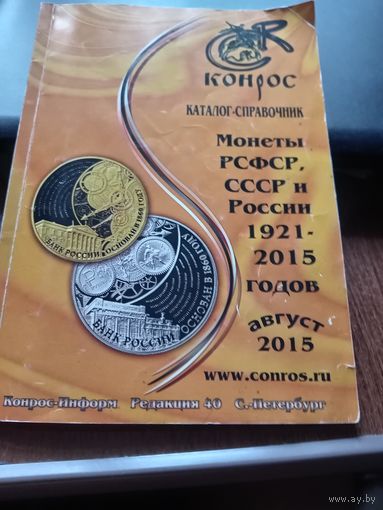 CR
КОНРОС
КАТАЛОГ-СПРАВОЧНИК
Монеты
РСФСР,
СССР и
России
1921-
2015
годов
август
2015
www.conros.ru
БАНК РОССИИ ОСНОВАН В 1860 ГОДУ
БАНК РОССИИ ОСНОВАН В 1860 ГОДУ
Конрос-Информ Редакция 40 С.-Петербург
www.ay.by